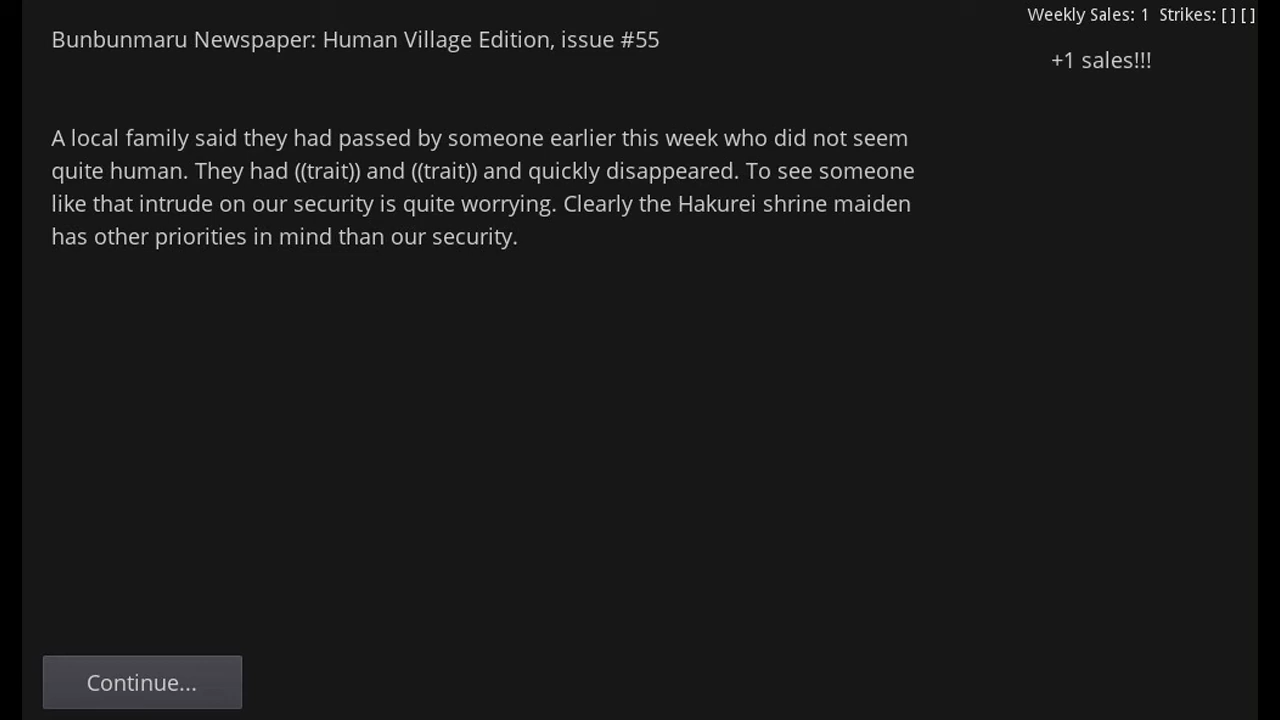 Weekly Sales: 1 Strikes: [ ] [ ]
Bunbunmaru Newspaper: Human Village Edition, issue #55
+1 sales!!!
A local family said they had passed by someone earlier this week who did not seem
quite human. They had ((trait)) and ((trait)) and quickly disappeared. To see someone
like that intrude on our security is quite worrying. Clearly the Hakurei shrine maiden
has other priorities in mind than our security.
Continue...